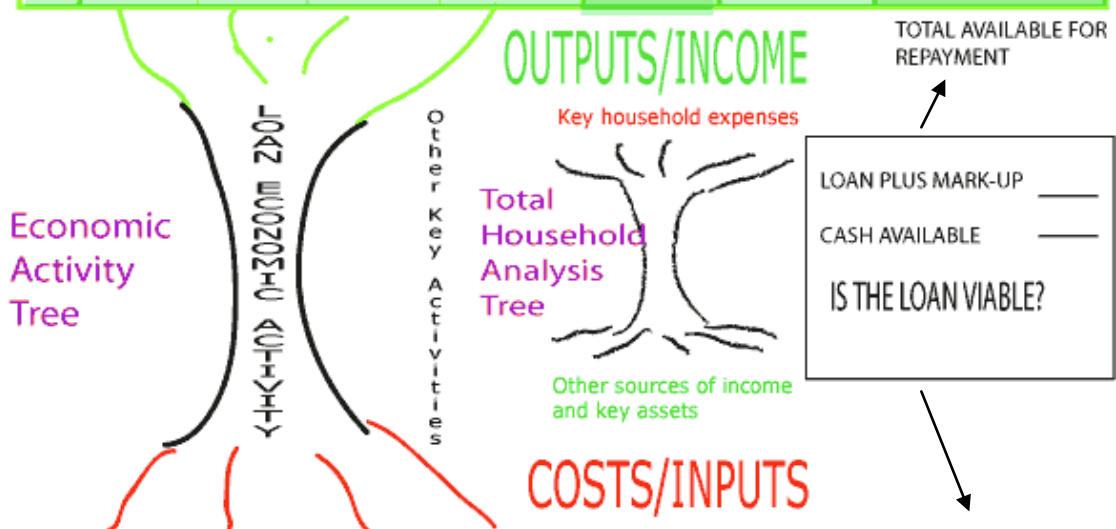 OUTPUTS/INCOME
TOTAL AVAILABLE FOR
REPAYMENT
Key household expenses
LOAN ECONOMIC ACTIVITY
Other Key Activities
Economic
Activity
Tree
Total
Household
Analysis
Tree
LOAN PLUS MARK-UP
CASH AVAILABLE
IS THE LOAN VIABLE?
Other sources of income
and key assets
COSTS/INPUTS